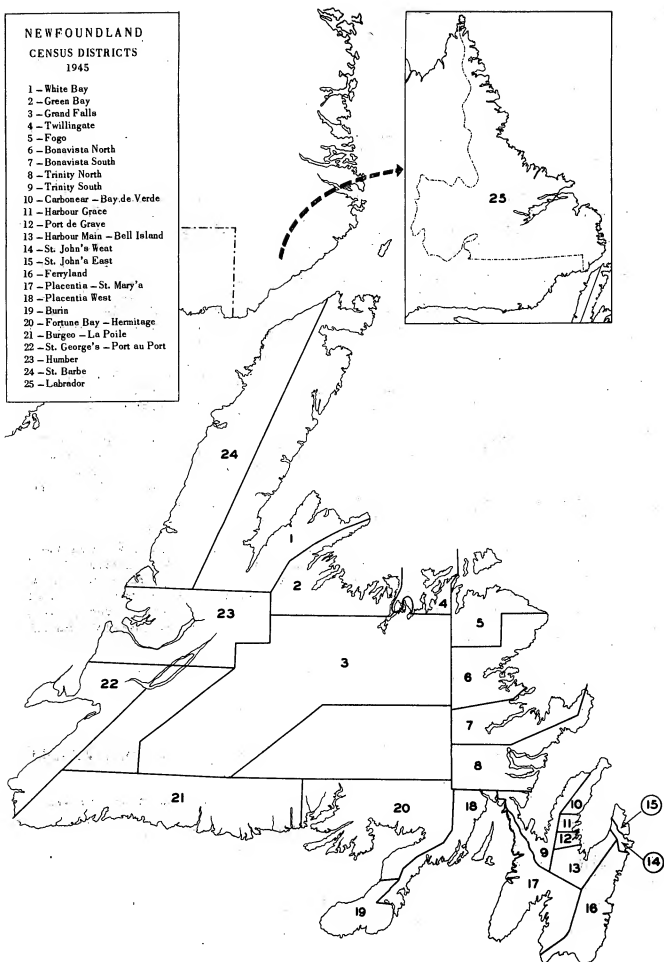 NEWFOUNDLAND
CENSUS DISTRICTS
1945
1 – White Bay
2 – Green Bay
3 – Grand Falls
4 – Twillingate
5 – Fogo
6 – Bonavista North
7 – Bonavista South
8 – Trinity North
9 – Trinity South
10 – Carbonear – Bay.de Verde
11 – Harbour Grace
12 – Port de Grave
13 – Harbour Main – Bell Island
14 – St. John's West
15 – St. John's East
16 – Ferryland
17 – Placentia – St. Mary's
18 – Placentia West
19 – Burin
20 – Fortune Bay – Hermitage
21 – Burgeo – La Poile
22 – St. George's – Port au Port
23 – Humber
24 – St. Barbe
25 – Labrador
25
24
1
2
4
23
5
3
6
22
7
8
21
20
18
10
15
11
12
9
13
14
17
16
19